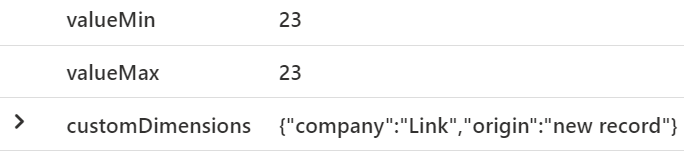 valueMin 23
valueMax 23
customDimensions {"company":"Link","origin":"new record"}